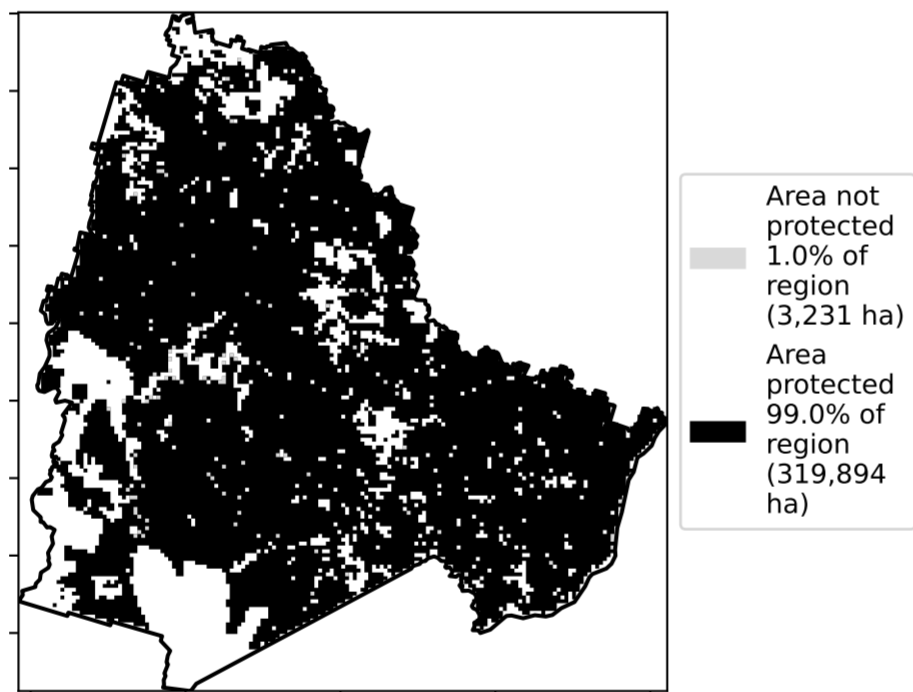 Area not
protected
1.0% of
region
(3,231 ha)
Area
protected
99.0% of
region
(319,894
ha)